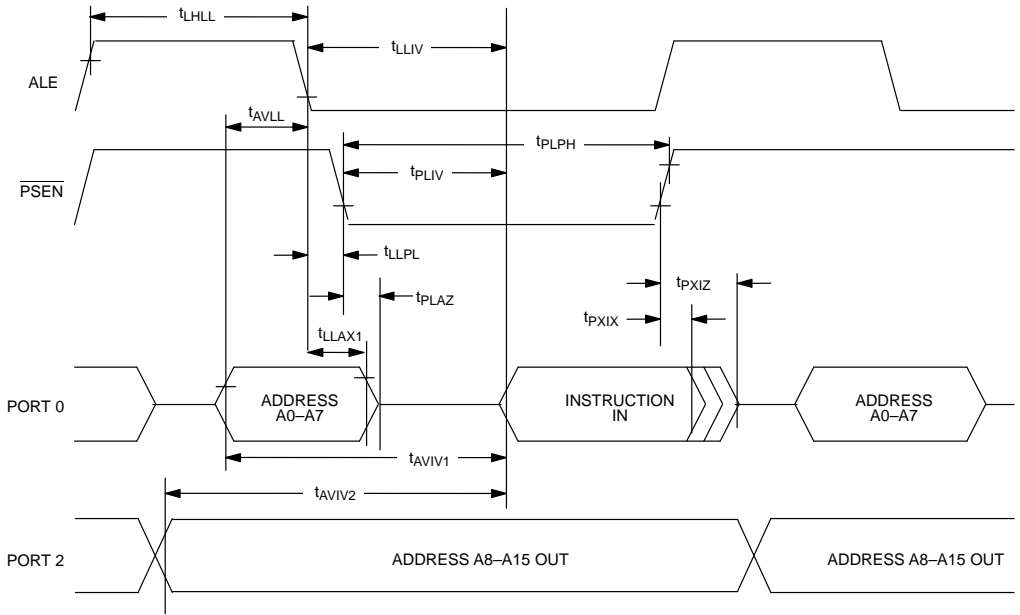 tLHLL
tLLIV
ALE
tAVLL
tPLPH
tPLIV
PSEN
tLLPL
tPXIZ
tPLAZ
tPXIX
tLLAX1
PORT 0
ADDRESS
A0–A7
INSTRUCTION
IN
ADDRESS
A0–A7
tAVIV1
tAVIV2
PORT 2
ADDRESS A8–A15 OUT
ADDRESS A8–A15 OUT